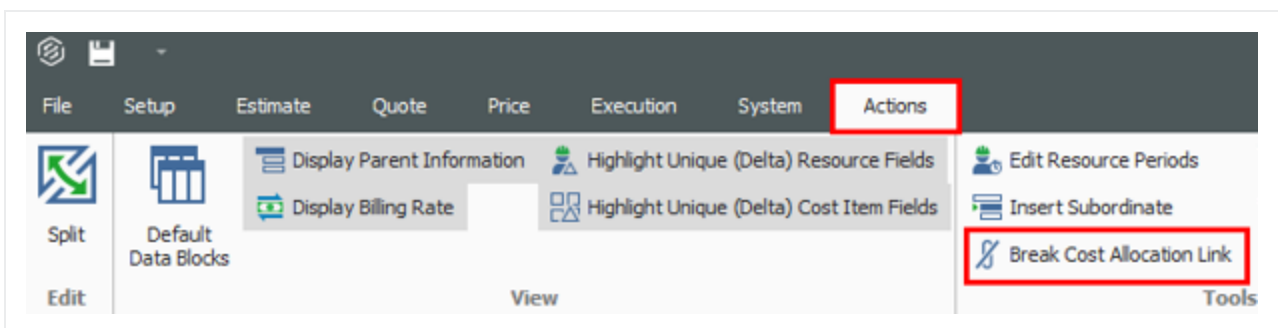 File Setup Estimate Quote Price Execution System Actions
Display Parent Information Highlight Unique (Delta) Resource Fields Edit Resource Periods
Display Billing Rate Highlight Unique (Delta) Cost Item Fields Insert Subordinate
Split Default Data Blocks Break Cost Allocation Link
Edit View Tools